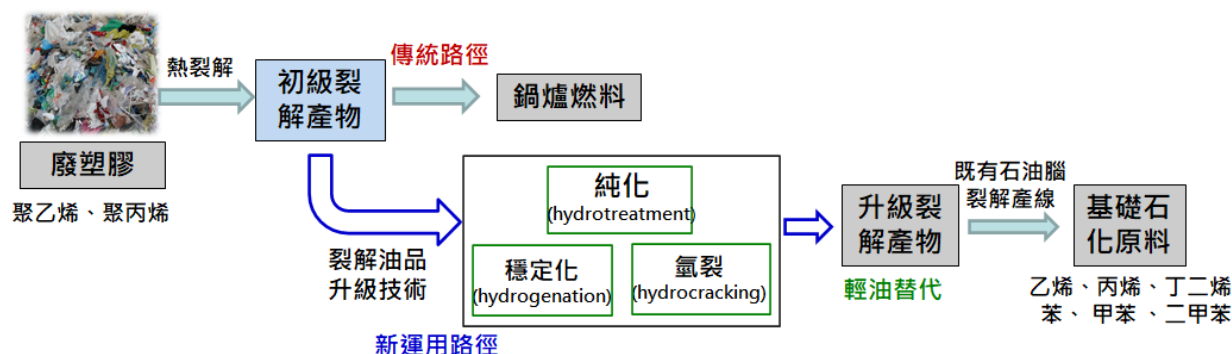 熱裂解
傳統路徑
初級裂
解產物
鍋爐燃料
廢塑膠
聚乙烯、聚丙烯
裂解油品
升級技術
新運用路徑
純化
(hydrotreatment)
穩定化
(hydrogenation)
氫裂
(hydrocracking)
升級裂
解產物
輕油替代
既有石油腦
裂解產線
基礎石
化原料
乙烯、丙烯、丁二烯
苯、甲苯、二甲苯